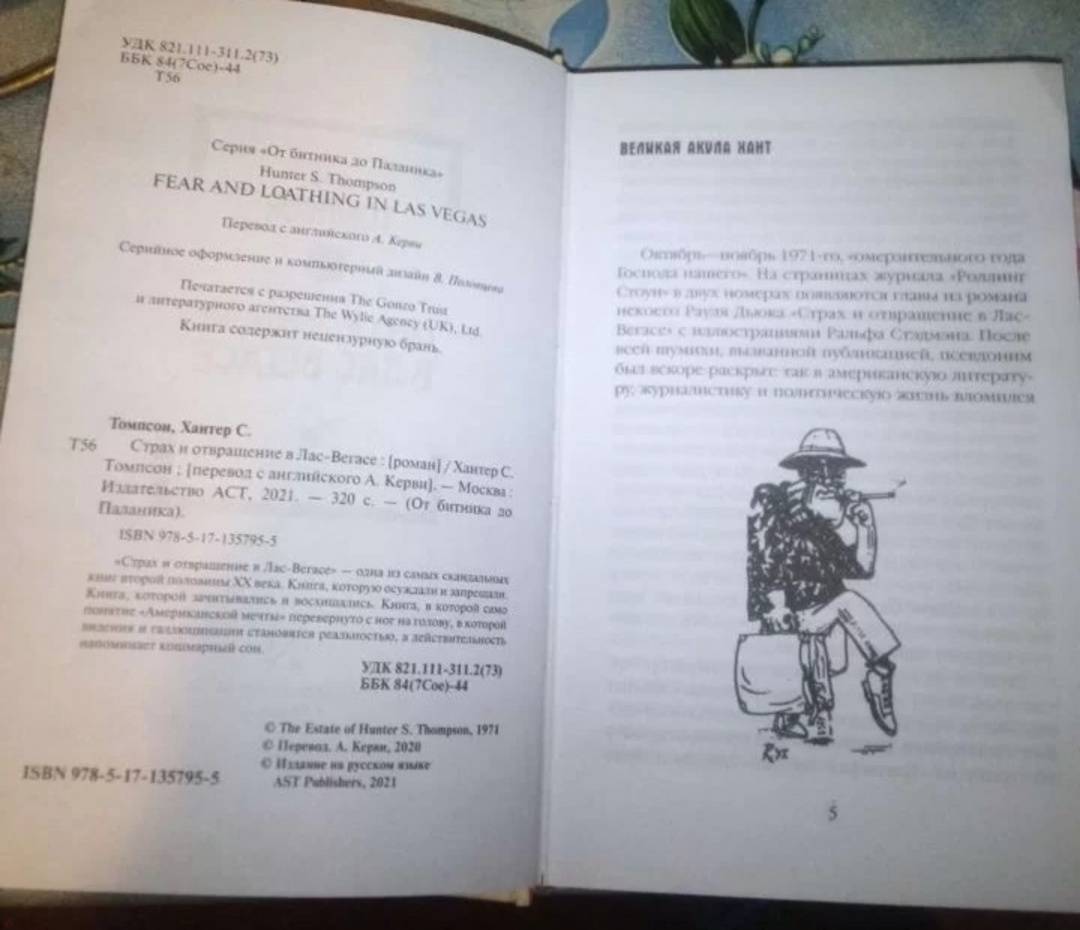 УДК 821.111-311.2(73)
ББК 84(7Сое)-44
Т56
Серия «От битника до Паланика»
Hunter S. Thompson
FEAR AND LOATHING IN LAS VEGAS
Перевод с английского А. Керви
Серийное оформление и компьютерный дизайн В. Половцева
Печатается с разрешения The Gonzo Trust
и литературного агентства The Wylie Agency (UK), Ltd.
Книга содержит нецензурную брань.
Томпсон, Хантер С.
Т56 Страх и отвращение в Лас-Вегасе : [роман] / Хантер С.
Томпсон ; [перевод с английского А. Керви]. — Москва :
Издательство АСТ, 2021. — 320 с. — (От битника до
Паланика).
ISBN 978-5-17-135795-5
«Страх и отвращение в Лас-Вегасе» — одна из самых скандальных
книг второй половины XX века. Книга, которую осуждали и запрещали.
Книга, которой зачитывались и восхищались. Книга, в которой само
понятие «Американской мечты» перевернуто с ног на голову, в которой
видения и галлюцинации становятся реальностью, а действительность
напоминает кошмарный сон.
УДК 821.111-311.2(73)
ББК 84(7Сое)-44
© The Estate of Hunter S. Thompson, 1971
© Перевод. А. Керви, 2020
© Издание на русском языке
AST Publishers, 2021
ISBN 978-5-17-135795-5
ВЕЛИКАЯ АКУЛА ХАНТ
Октябрь—ноябрь 1971-го, «омерзительного года
Господа нашего». На страницах журнала «Роллинг
Стоун» в двух номерах появляются главы из романа
некоего Рауля Дьюка «Страх и отвращение в Лас-
Вегасе» с иллюстрациями Ральфа Стэдмэна. После
всей шумихи, вызванной публикацией, псевдоним
был вскоре раскрыт: так в американскую литерату-
ру, журналистику и политическую жизнь вломился
5